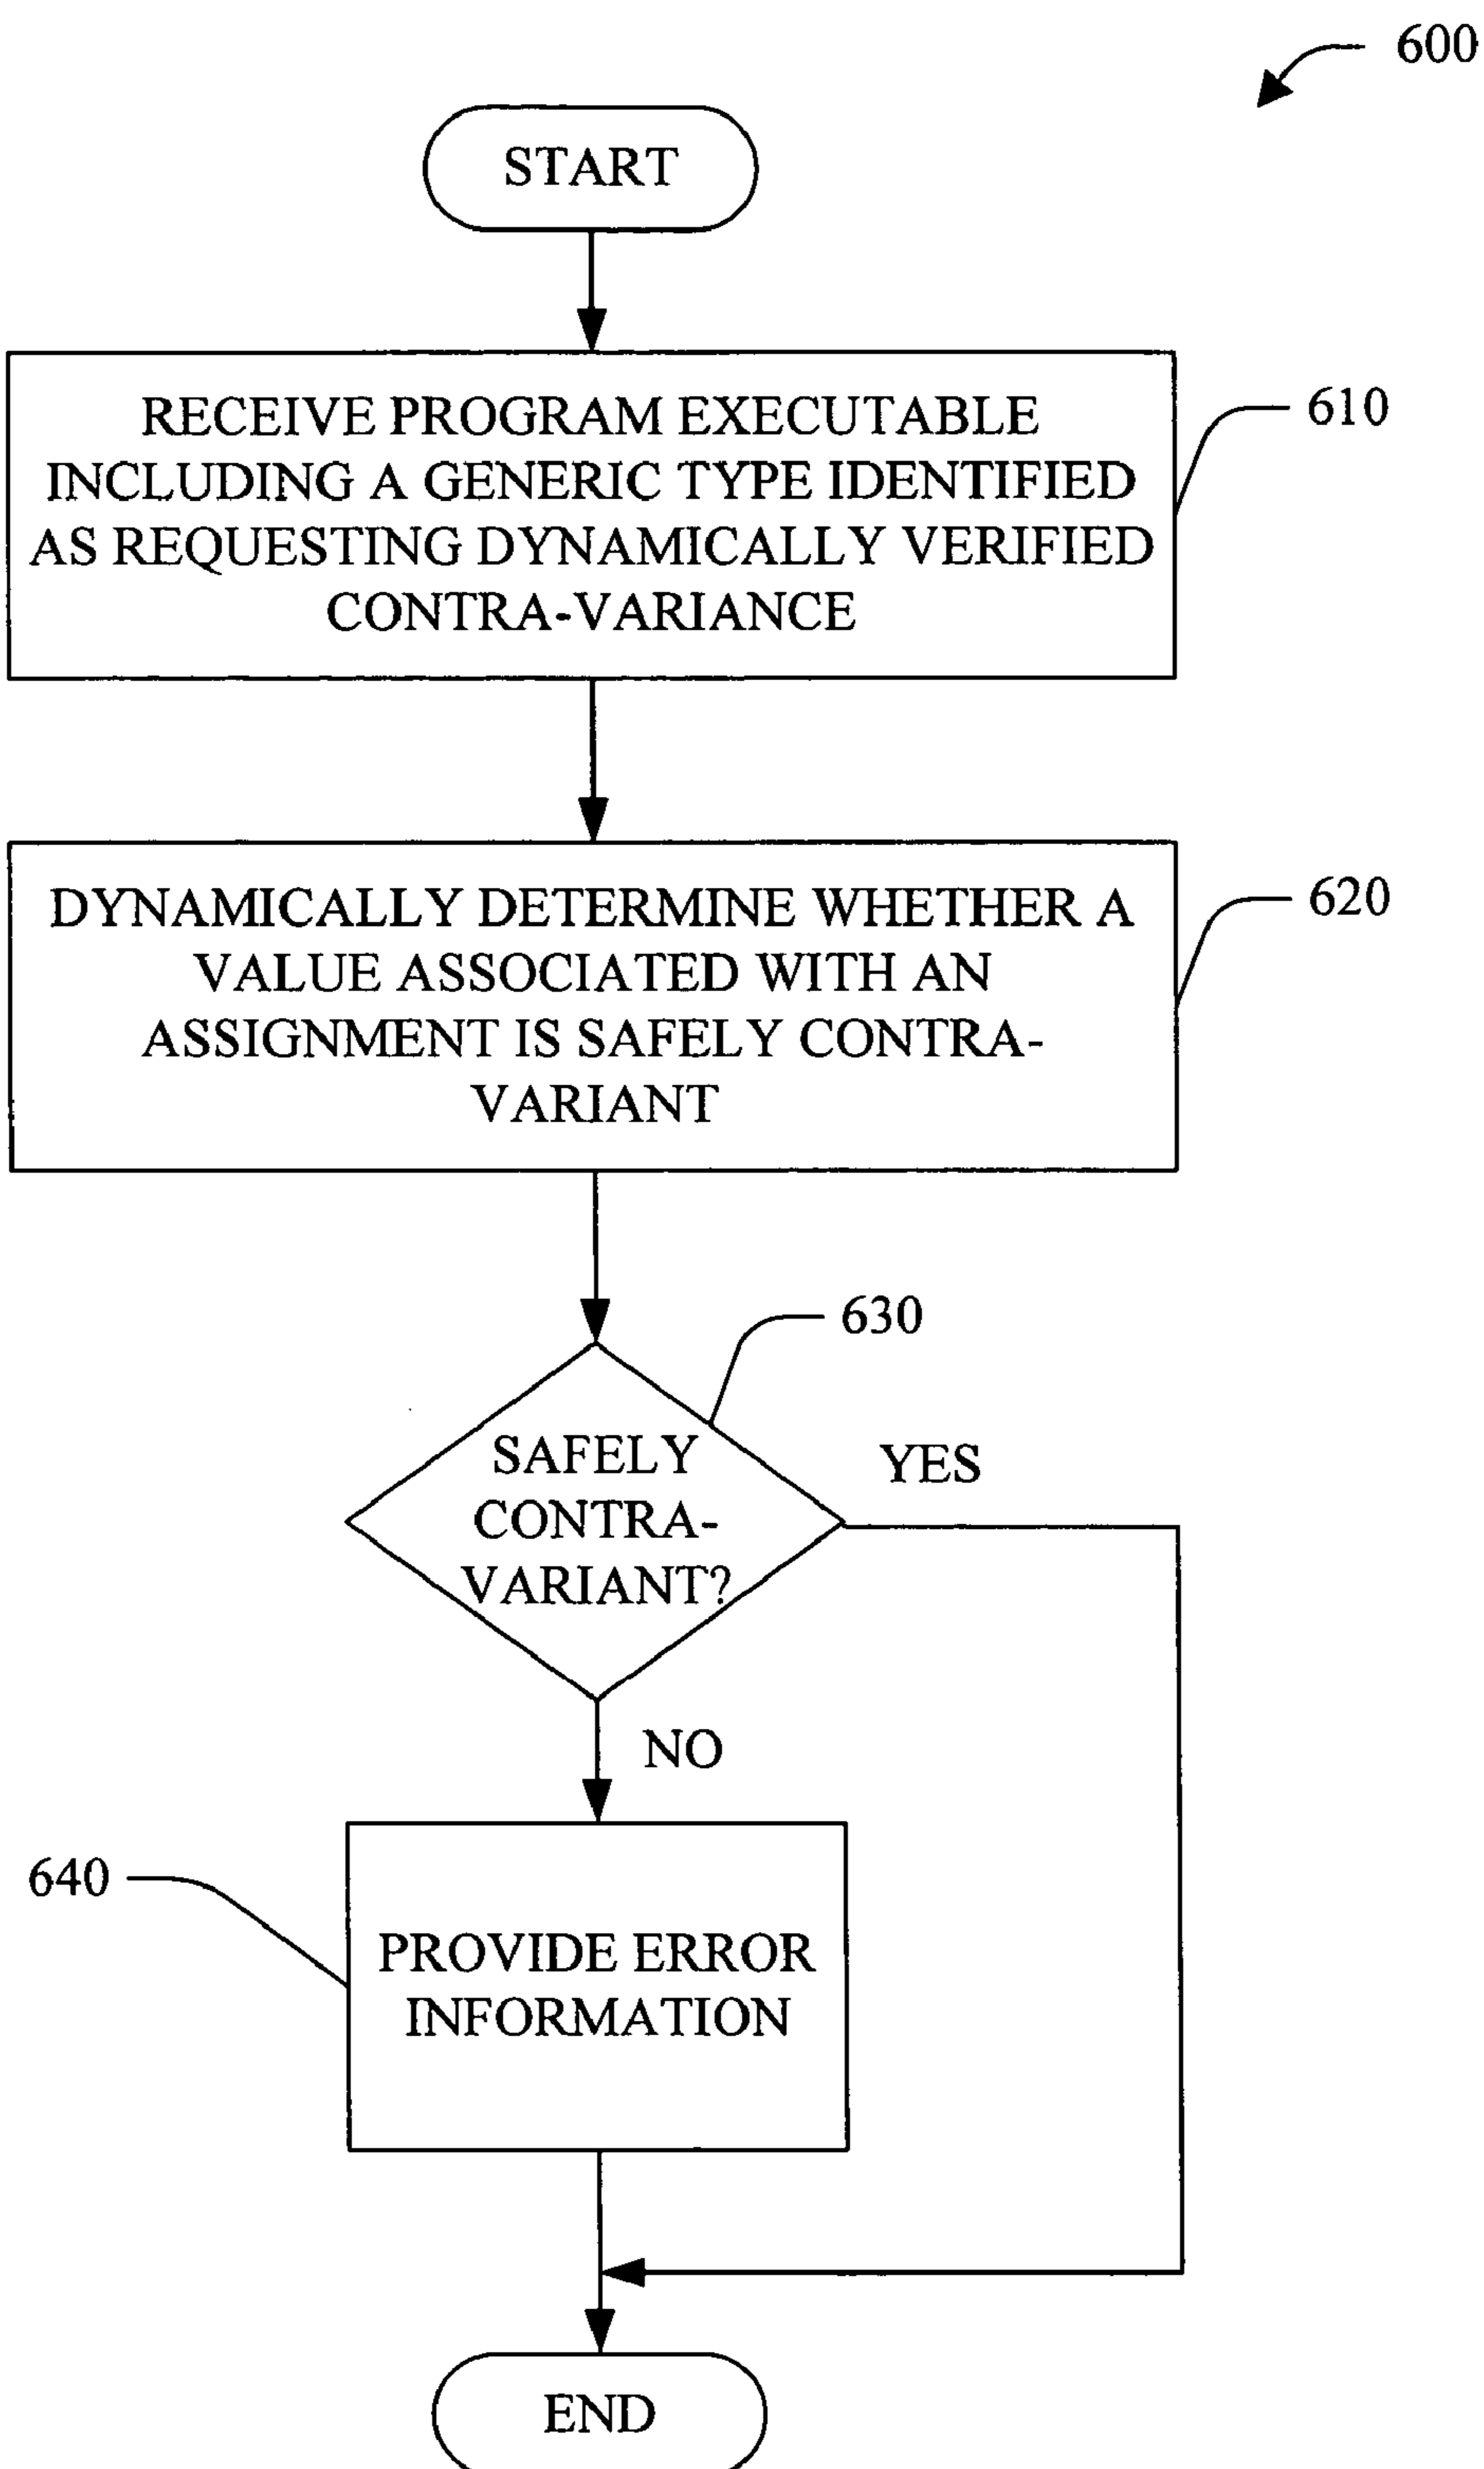 600
START
RECEIVE PROGRAM EXECUTABLE
INCLUDING A GENERIC TYPE IDENTIFIED
AS REQUESTING DYNAMICALLY VERIFIED
CONTRA-VARIANCE
610
DYNAMICALLY DETERMINE WHETHER A
VALUE ASSOCIATED WITH AN
ASSIGNMENT IS SAFELY CONTRA-
VARIANT
620
630
SAFELY
CONTRA-
VARIANT?
YES
NO
640
PROVIDE ERROR
INFORMATION
END